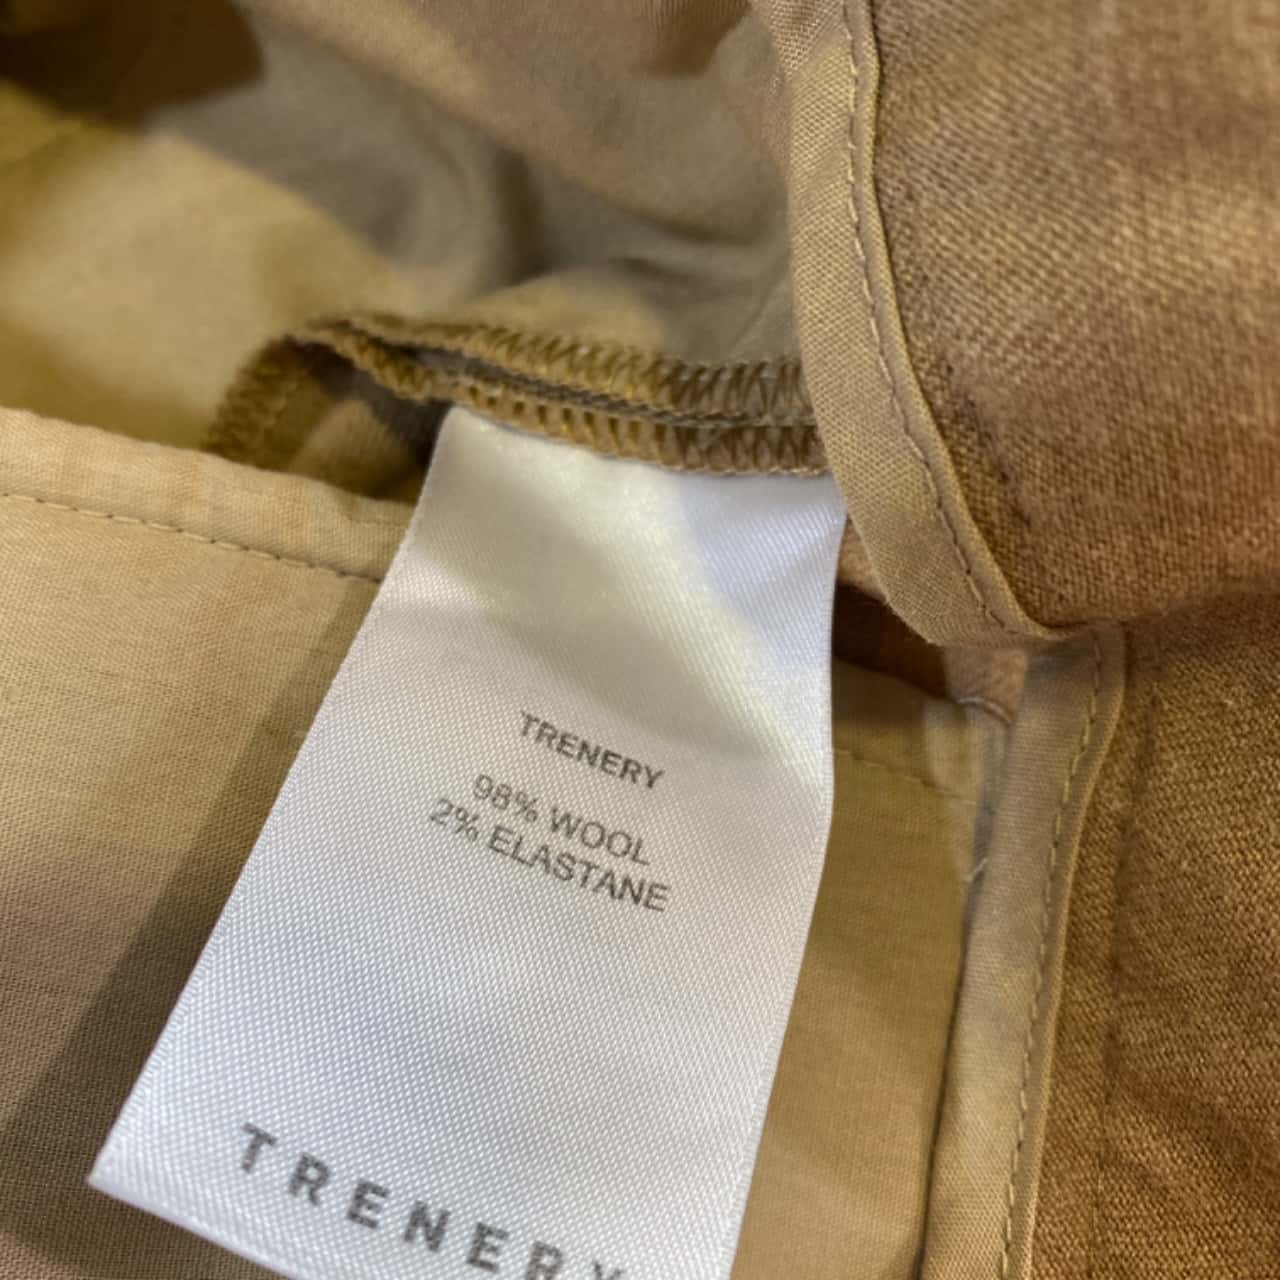 TRENERY
98% WOOL
2% ELASTANE
TRENERY